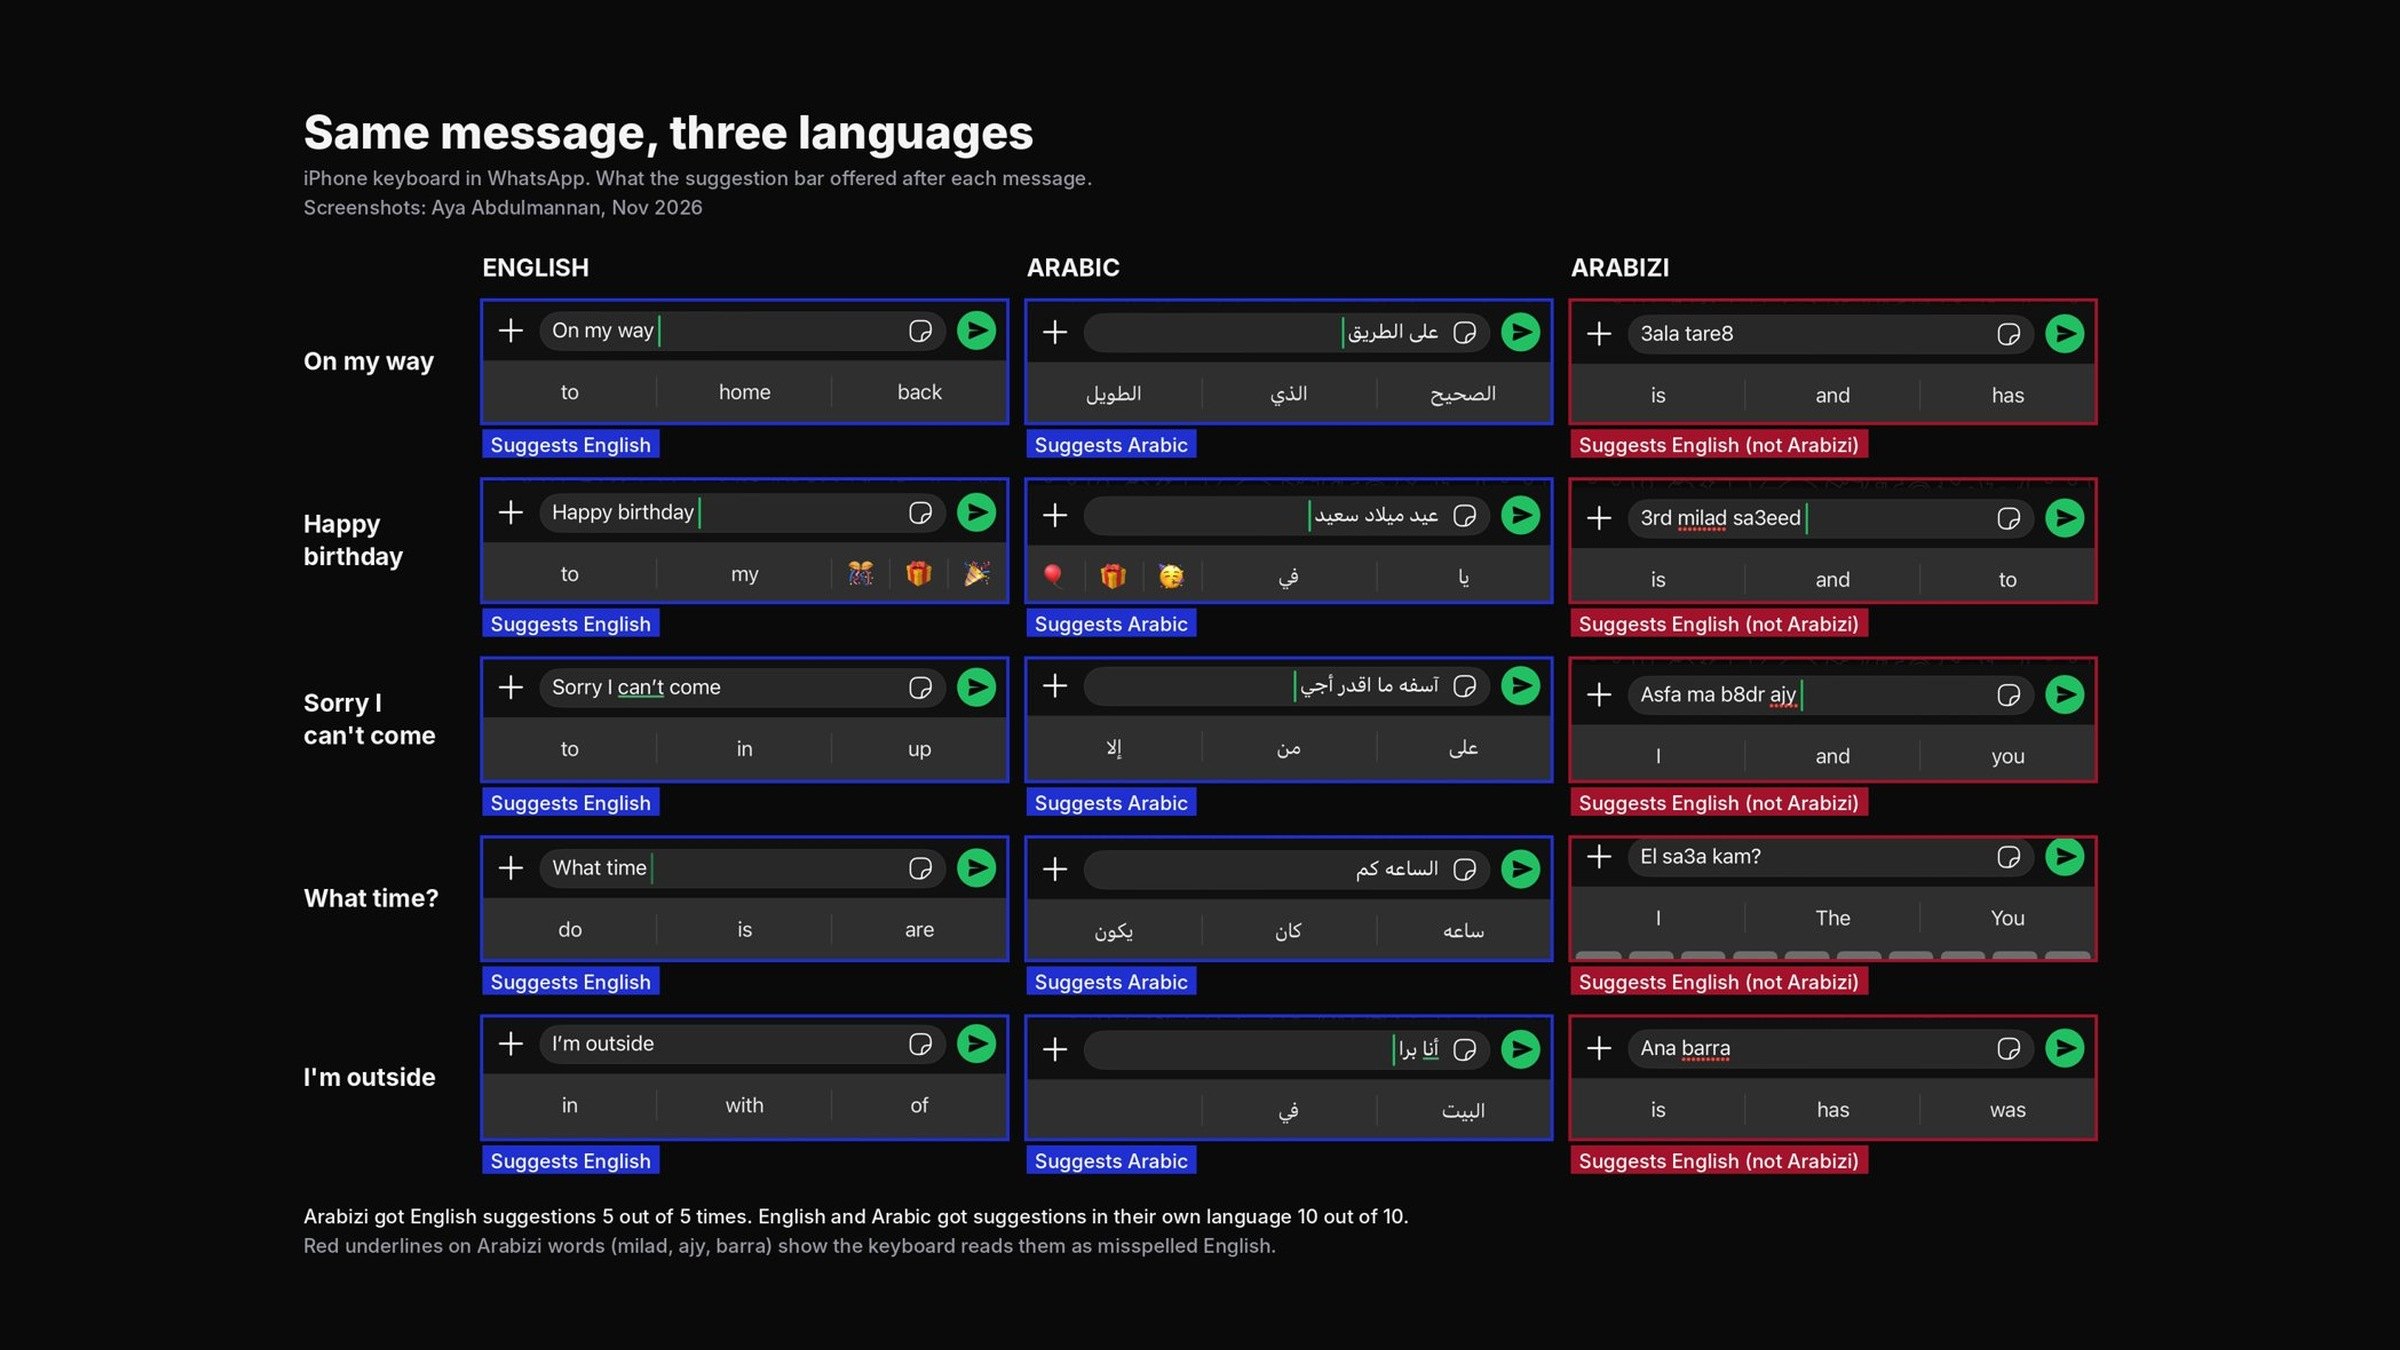 Same message, three languages
iPhone keyboard in WhatsApp. What the suggestion bar offered after each message.
Screenshots: Aya Abdulmannan, Nov 2026
ENGLISH
ARABIC
ARABIZI
On my way
On my way
to
home
back
Suggests English
على الطريق
الصحيح
الذي
الطويل
Suggests Arabic
3ala tare8
is
and
has
Suggests English (not Arabizi)
Happy
birthday
Happy birthday
to
my
Suggests English
عيد ميلاد سعيد
يا
في
Suggests Arabic
3rd milad sa3eed
is
and
to
Suggests English (not Arabizi)
Sorry I
can't come
Sorry I can't come
to
in
up
Suggests English
آسفه ما اقدر أجي
على
من
إلا
Suggests Arabic
Asfa ma b8dr ajy
I
and
you
Suggests English (not Arabizi)
What time?
What time
do
is
are
Suggests English
الساعه كم
ساعه
كان
يكون
Suggests Arabic
El sa3a kam?
I
The
You
Suggests English (not Arabizi)
I'm outside
I'm outside
in
with
of
Suggests English
أنا برا
البيت
في
Suggests Arabic
Ana barra
is
has
was
Suggests English (not Arabizi)
Arabizi got English suggestions 5 out of 5 times. English and Arabic got suggestions in their own language 10 out of 10.
Red underlines on Arabizi words (milad, ajy, barra) show the keyboard reads them as misspelled English.